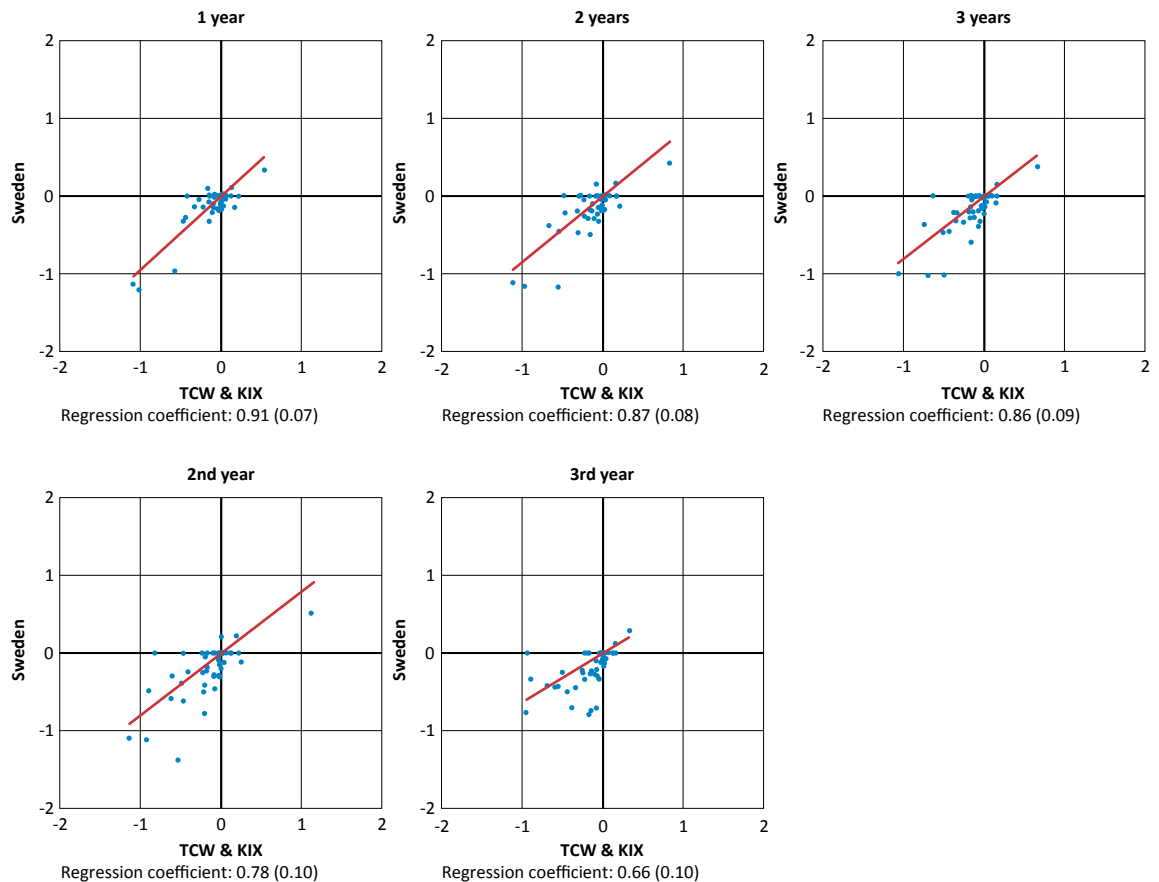 1 year
2
1
0
-1
-2
Sweden
-2
-1
0
1
2
TCW & KIX
Regression coefficient: 0.91 (0.07)
2 years
2
1
0
-1
-2
Sweden
-2
-1
0
1
2
TCW & KIX
Regression coefficient: 0.87 (0.08)
3 years
2
1
0
-1
-2
Sweden
-2
-1
0
1
2
TCW & KIX
Regression coefficient: 0.86 (0.09)
2nd year
2
1
0
-1
-2
Sweden
-2
-1
0
1
2
TCW & KIX
Regression coefficient: 0.78 (0.10)
3rd year
2
1
0
-1
-2
Sweden
-2
-1
0
1
2
TCW & KIX
Regression coefficient: 0.66 (0.10)